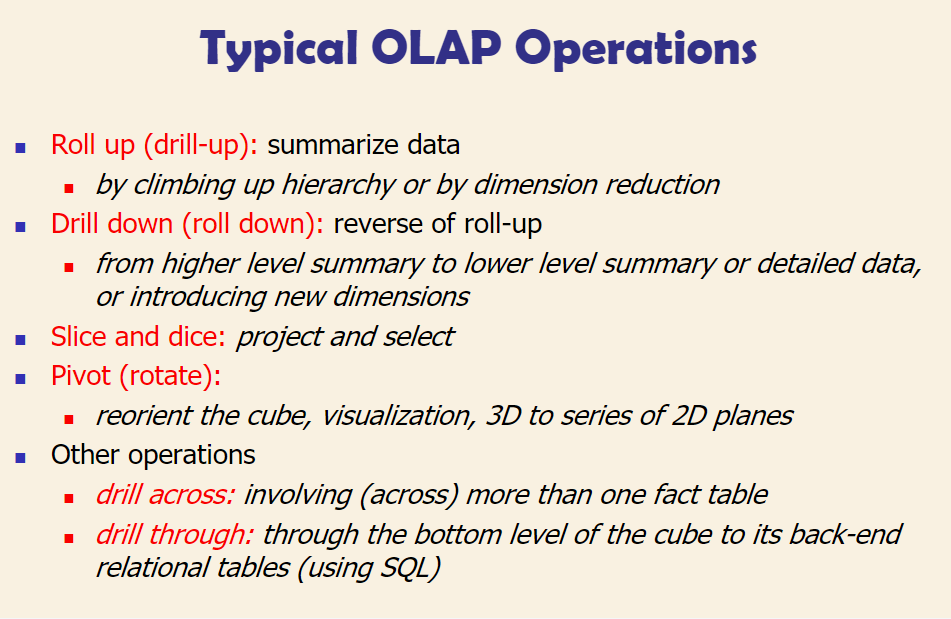 Typical OLAP Operations
Roll up (drill-up): summarize data
by climbing up hierarchy or by dimension reduction
Drill down (roll down): reverse of roll-up
from higher level summary to lower level summary or detailed data,
or introducing new dimensions
Slice and dice: project and select
Pivot (rotate):
reorient the cube, visualization, 3D to series of 2D planes
Other operations
drill across: involving (across) more than one fact table
drill through: through the bottom level of the cube to its back-end
relational tables (using SQL)